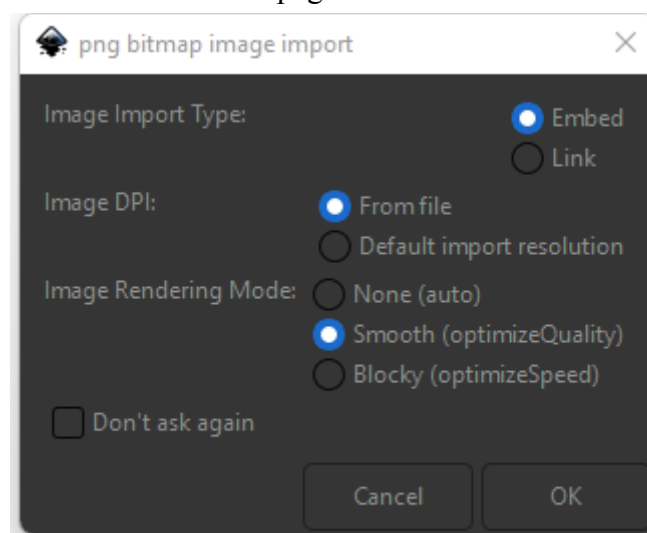 png bitmap image import
Image Import Type:
Embed
Link
Image DPI:
From file
Default import resolution
Image Rendering Mode:
None (auto)
Smooth (optimizeQuality)
Blocky (optimizeSpeed)
Don't ask again
Cancel
OK